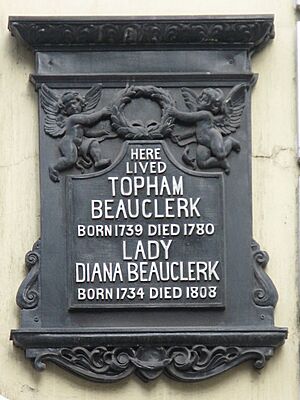 HERE
LIVED
TOPHAM
BEAUCLERK
BORN 1739 DIED 1780
LADY
DIANA BEAUCLERK
BORN 1734 DIED 1808